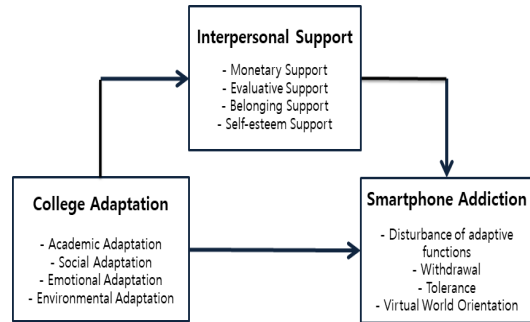 Interpersonal Support
- Monetary Support
- Evaluative Support
- Belonging Support
- Self-esteem Support
College Adaptation
- Academic Adaptation
- Social Adaptation
- Emotional Adaptation
- Environmental Adaptation
Smartphone Addiction
- Disturbance of adaptive
functions
- Withdrawal
- Tolerance
- Virtual World Orientation